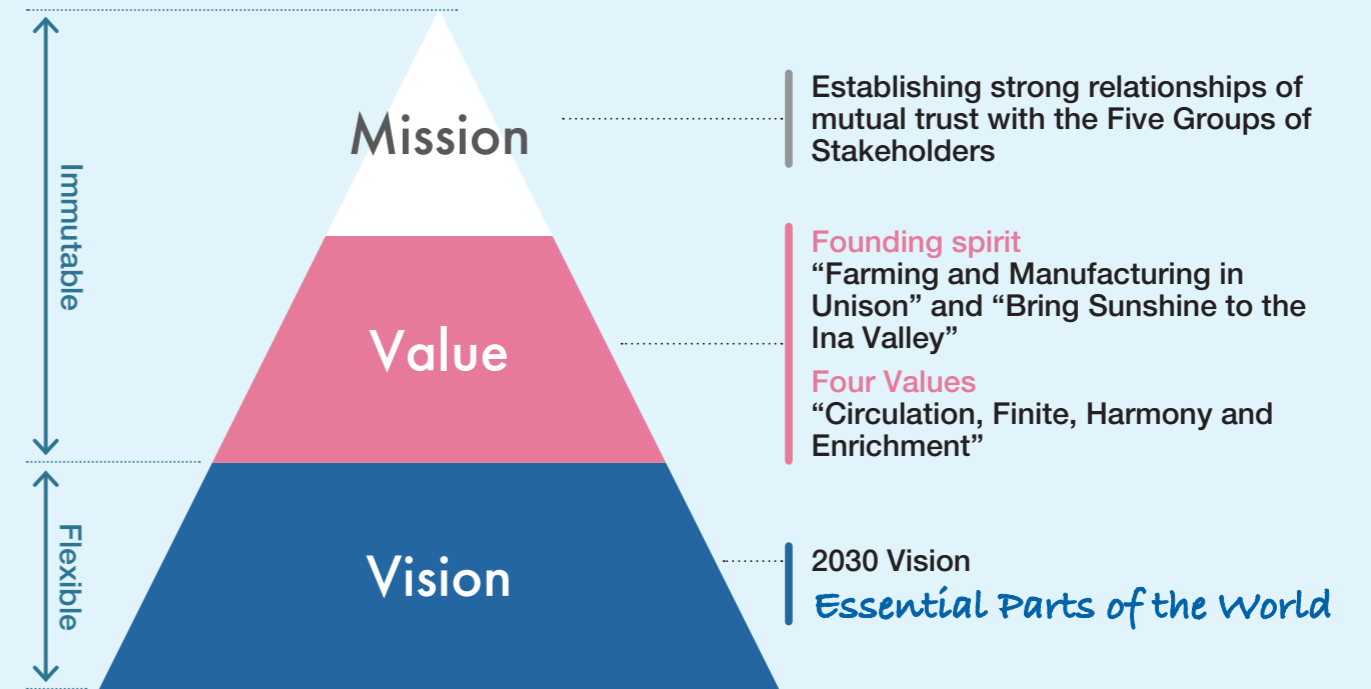 Immutable
Flexible
Mission
Establishing strong relationships of
mutual trust with the Five Groups of
Stakeholders
Value
Founding spirit
“Farming and Manufacturing in
Unison” and “Bring Sunshine to the
Ina Valley”
Four Values
“Circulation, Finite, Harmony and
Enrichment”
Vision
2030 Vision
Essential Parts of the World